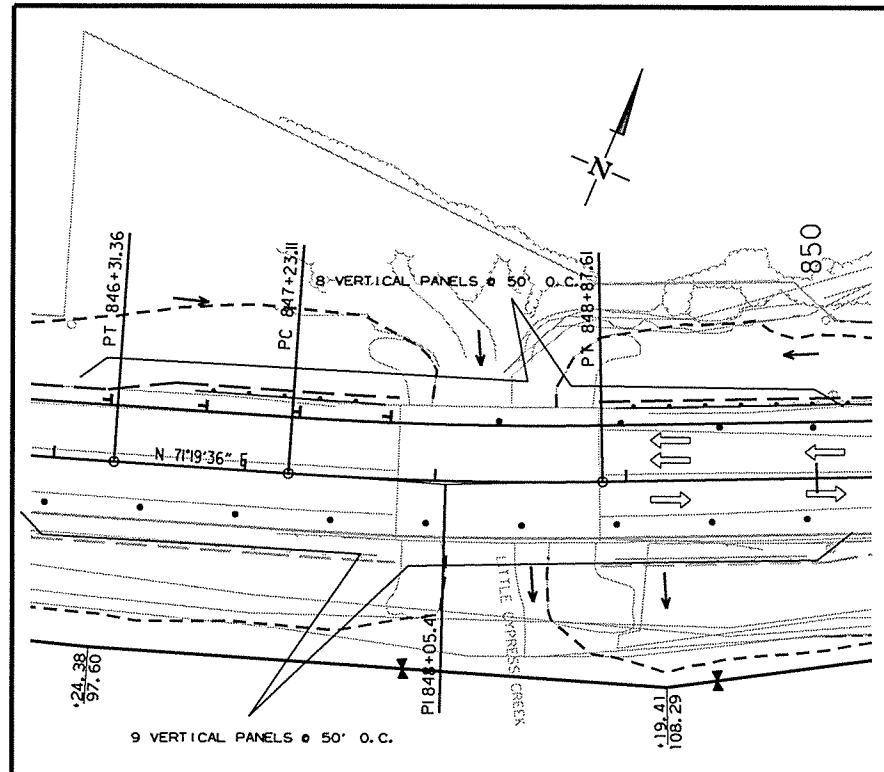 N
850
PT 846+31.36
PC 847+23.11
8 VERTICAL PANELS @ 50' O.C.
PT 848+87.61
N 71°19'36" E
LITTLE CYPRESS CREEK
PI 848+05.4
+24.38
97.60
+19.41
108.29
9 VERTICAL PANELS @ 50' O.C.